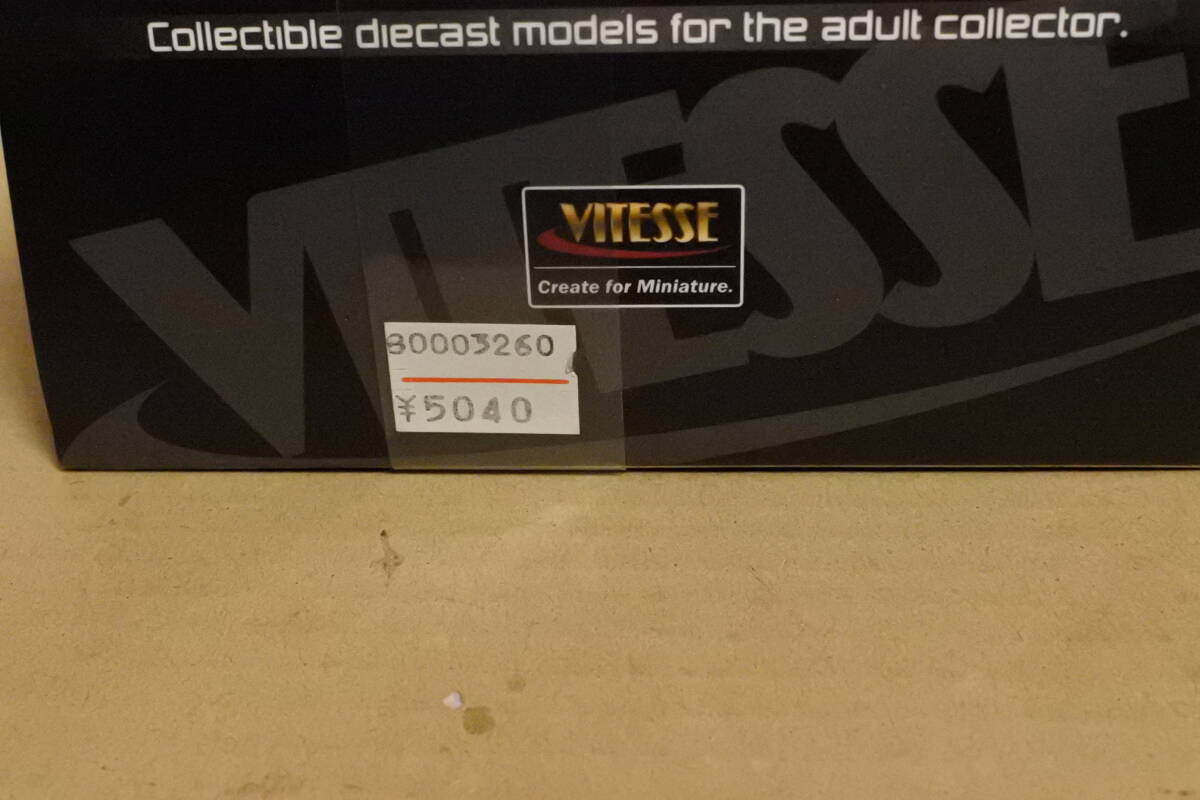 Collectible diecast models for the adult collector.
VITESSE
VITESSE
Create for Miniature.
80003260
¥5040